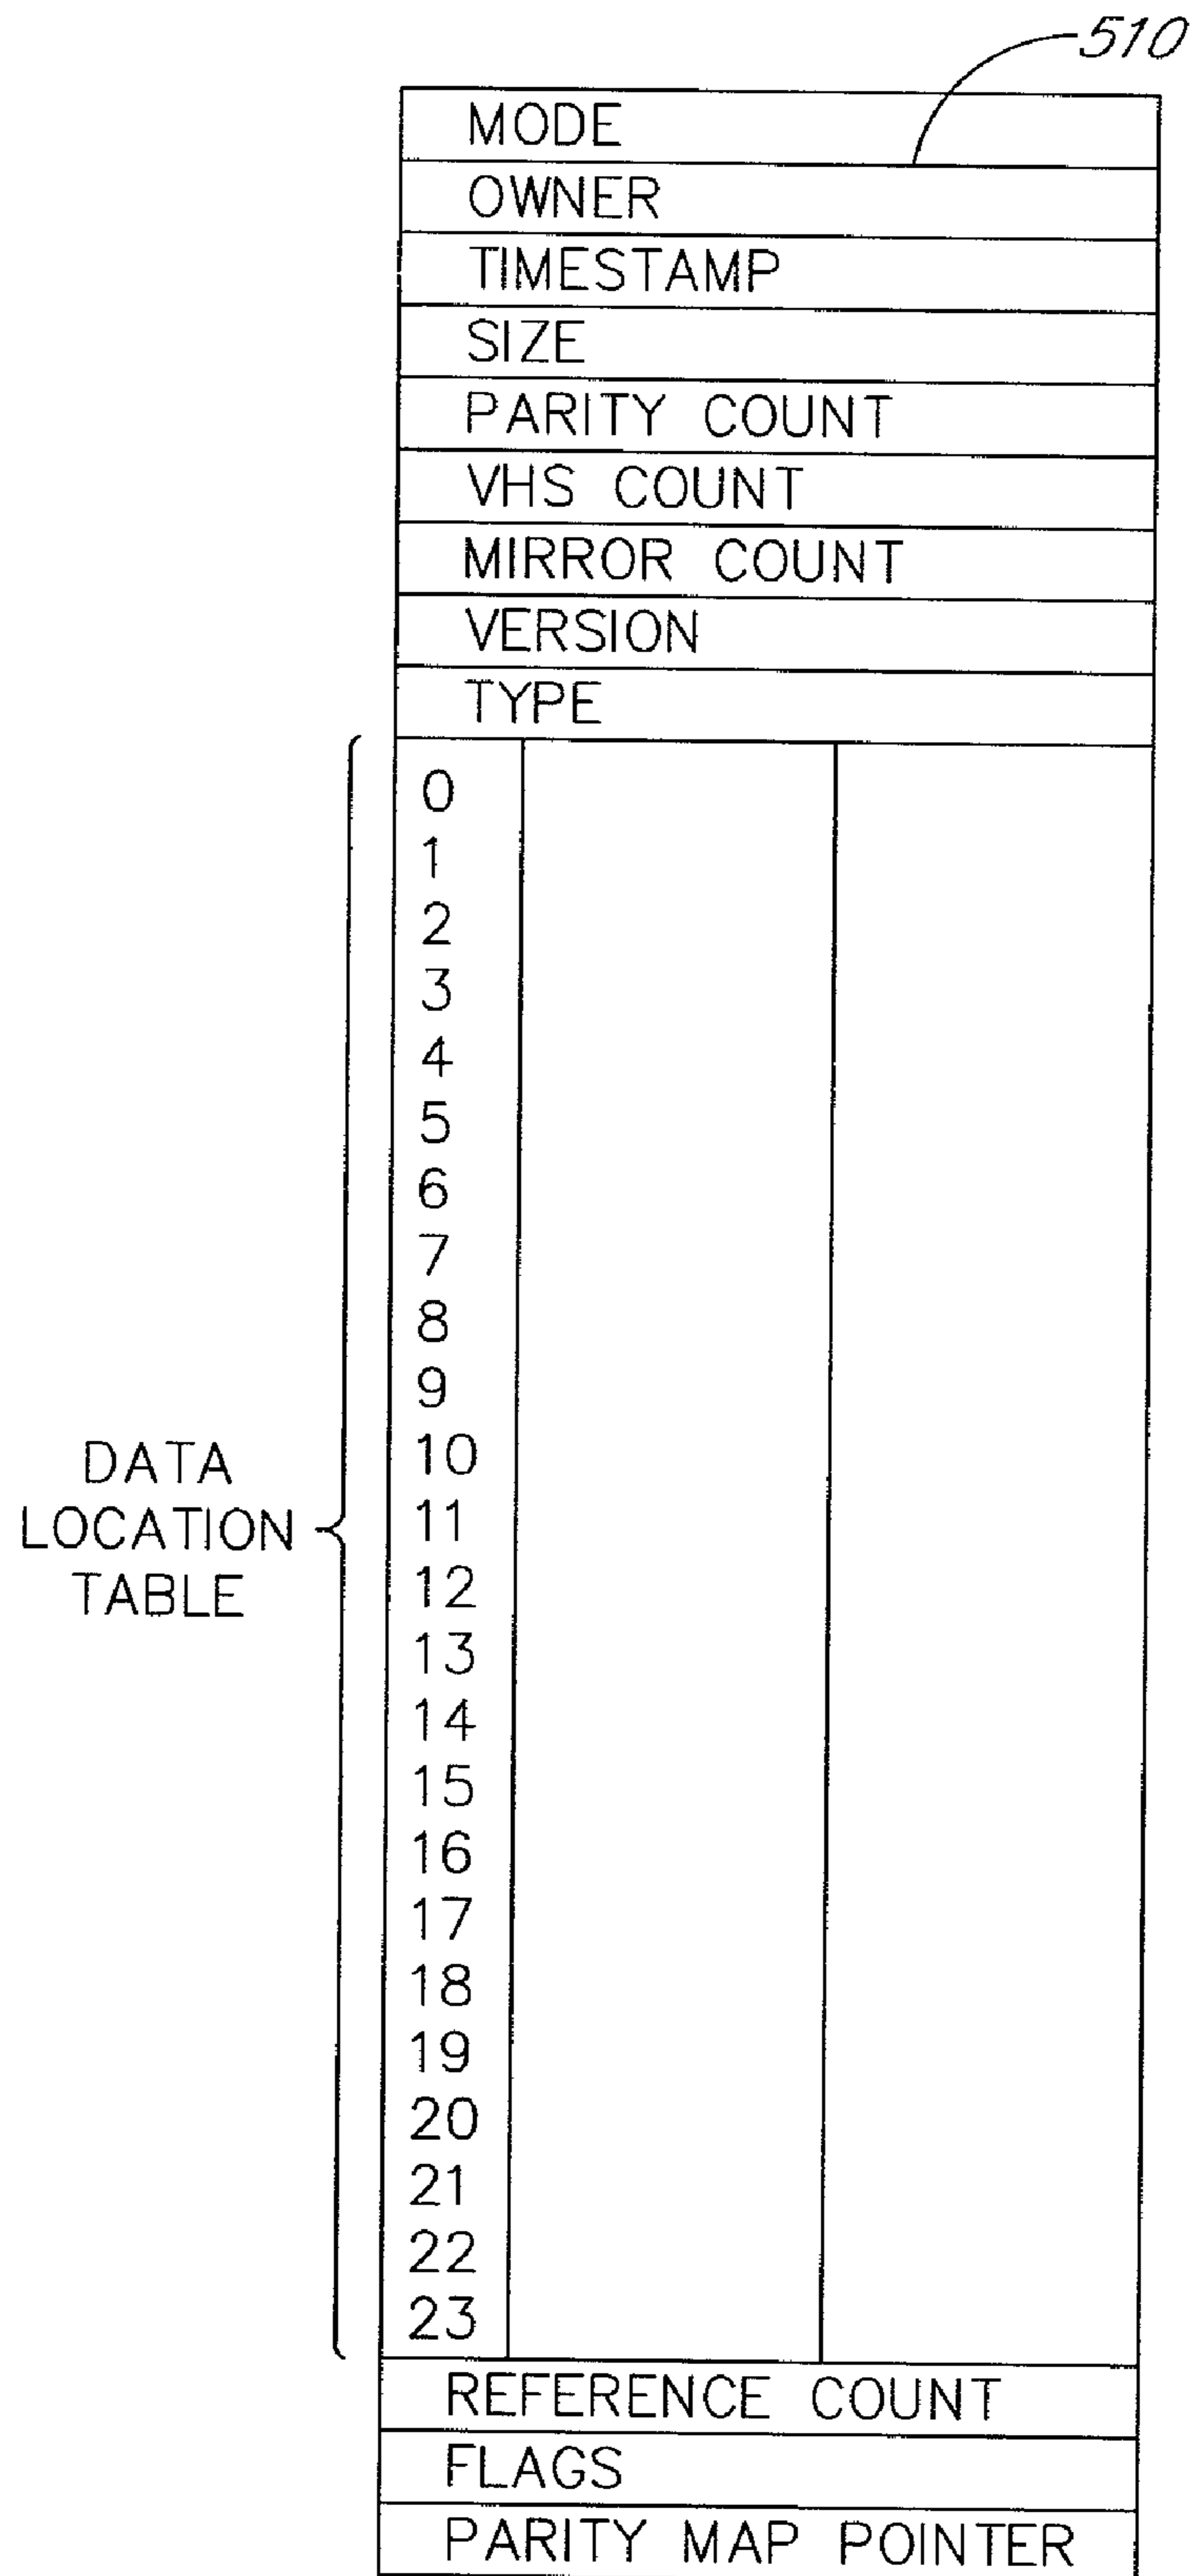 510
MODE
OWNER
TIMESTAMP
SIZE
PARITY COUNT
VHS COUNT
MIRROR COUNT
VERSION
TYPE
0
1
2
3
4
5
6
7
8
9
10
11
12
13
14
15
16
17
18
19
20
21
22
23
DATA
LOCATION
TABLE
REFERENCE COUNT
FLAGS
PARITY MAP POINTER